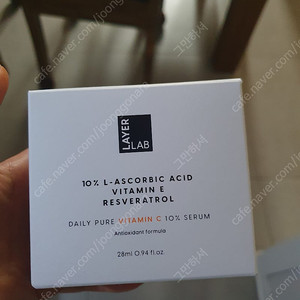 LAYER
LAB
10% L-ASCORBIC ACID
VITAMIN E
RESVERATROL
DAILY PURE VITAMIN C 10% SERUM
Antioxidant formula
28ml 0.94 fl.oz.